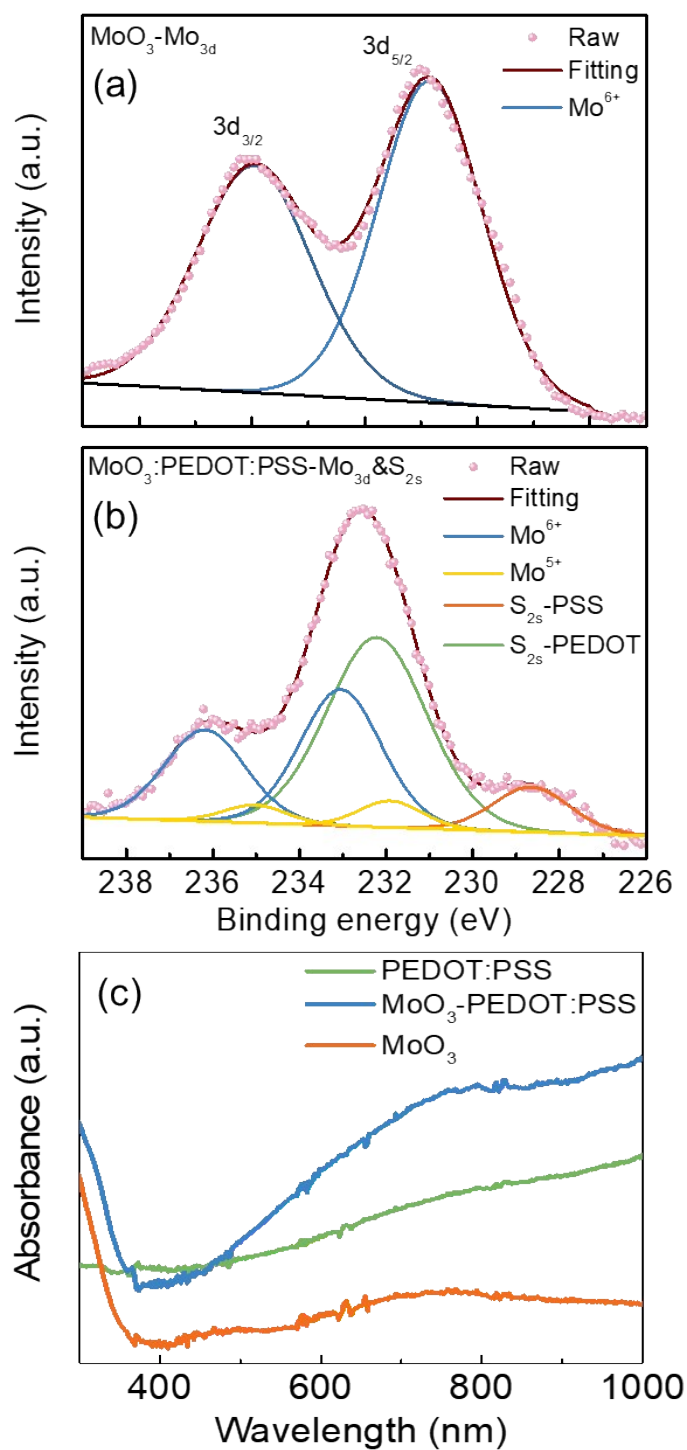 MoO₃-Mo₃d
(a)
3d₃/₂
3d₅/₂
Raw
Fitting
Mo⁶⁺
Intensity (a.u.)
MoO₃:PEDOT:PSS-Mo₃d&S₂s
(b)
Raw
Fitting
Mo⁶⁺
Mo⁵⁺
S₂s-PSS
S₂s-PEDOT
Intensity (a.u.)
238 236 234 232 230 228 226
Binding energy (eV)
(c)
PEDOT:PSS
MoO₃-PEDOT:PSS
MoO₃
Absorbance (a.u.)
400 600 800 1000
Wavelength (nm)